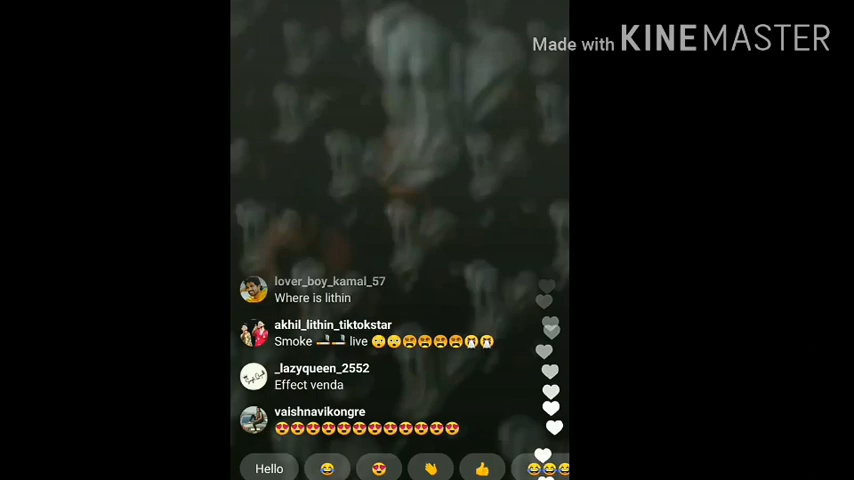 Made with KINEMASTER
lover_boy_kamal_57
Where is lithin
akhil_lithin_tiktokstar
Smoke 🚬🚬 live 😪😪😫😫😫😫😤😤
_lazyqueen_2552
Effect venda
vaishnavikongre
😍😍😍😍😍😍😍😍😍😍😍😍
Hello 😂 😍 👏 👍 😂😂😂